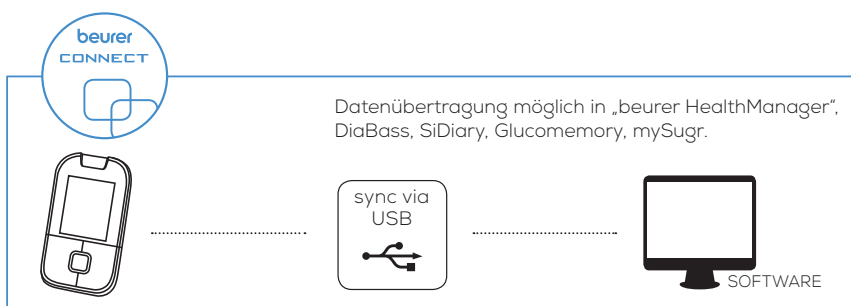 beurer
CONNECT
Datenübertragung möglich in „beurer HealthManager“,
DiaBass, SiDiary, Glucomemory, mySugr.
sync via
USB
SOFTWARE